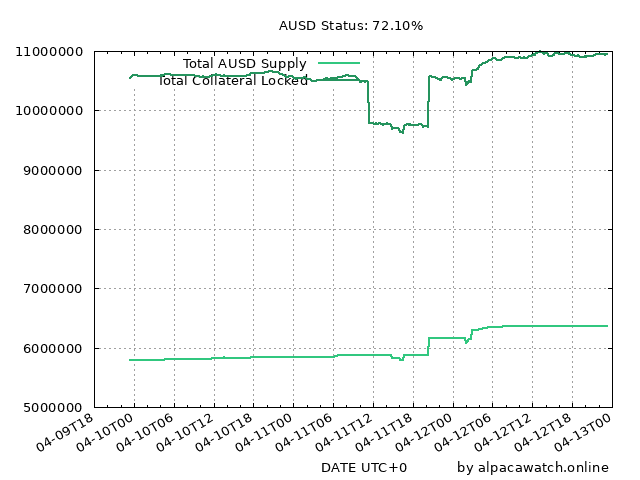 AUSD Status: 72.10%
11000000
10000000
9000000
8000000
7000000
6000000
5000000
Total AUSD Supply
Total Collateral Locked
04-09T18
04-10T00
04-10T06
04-10T12
04-10T18
04-11T00
04-11T06
04-11T12
04-11T18
04-12T00
04-12T06
04-12T12
04-12T18
04-13T00
DATE UTC+0
by alpacawatch.online